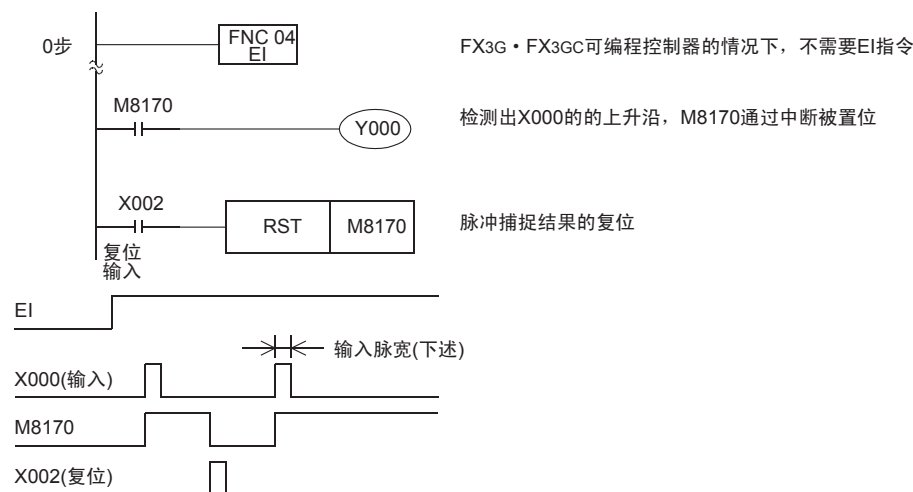 0步
FNC 04
EI
FX3G・FX3GC可编程控制器的情况下，不需要EI指令
M8170
Y000
检测出X000的的上升沿，M8170通过中断被置位
X002
RST
M8170
脉冲捕捉结果的复位
复位
输入
EI
输入脉宽(下述)
X000(输入)
M8170
X002(复位)